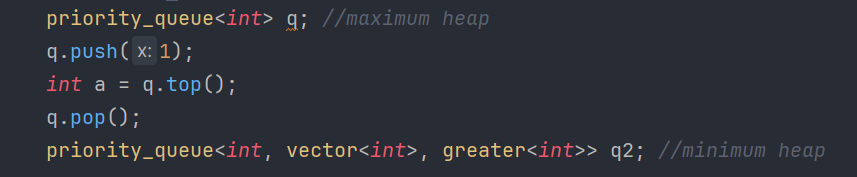 priority_queue<int> q; //maximum heap
q.push(x:1);
int a = q.top();
q.pop();
priority_queue<int, vector<int>, greater<int>> q2; //minimum heap